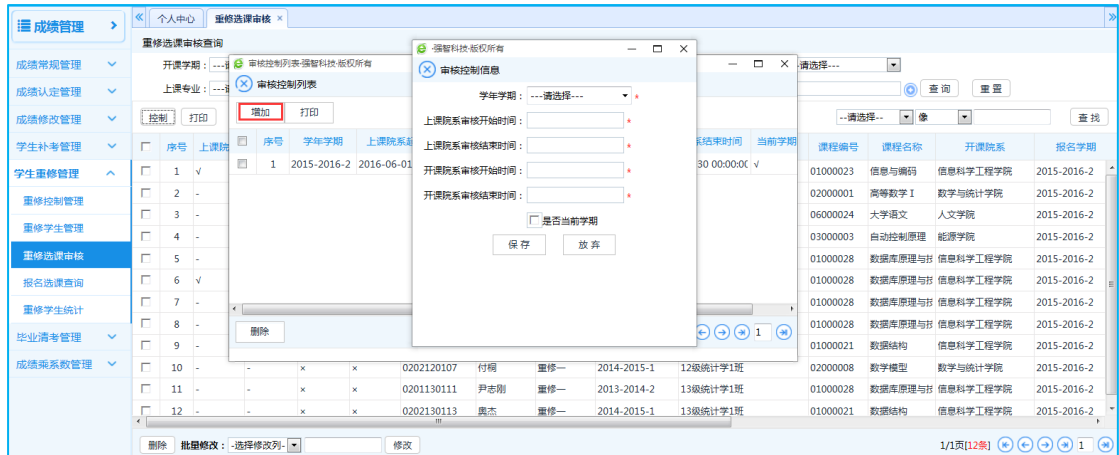 成绩管理
个人中心 重修选课审核 ×
重修选课审核查询
开课学期：
上课专业：
---请选择---
查 询 重 置
控制 打印
--请选择-- 像 查 找
成绩常规管理
成绩认定管理
成绩修改管理
学生补考管理
学生重修管理
重修控制管理
重修学生管理
重修选课审核
报名选课查询
重修学生统计
毕业清考管理
成绩乘系数管理
审核控制列表-强智科技-版权所有
审核控制列表
增加 打印
序号 学年学期 上课院系
系结束时间 当前学期
1 2015-2016-2 2016-06-01
30 00:00:00 √
删除
1
-强智科技-版权所有
审核控制信息
学年学期： ---请选择--- *
上课院系审核开始时间： *
上课院系审核结束时间： *
开课院系审核开始时间： *
开课院系审核结束时间： *
是否当前学期
保 存 放 弃
序号 上课院 课程编号 课程名称 开课院系 报名学期
1 √ 01000023 信息与编码 信息科学工程学院 2015-2016-2
2 - 02000001 高等数学 I 数学与统计学院 2015-2016-2
3 - 06000024 大学语文 人文学院 2015-2016-2
4 - 03000003 自动控制原理 能源学院 2015-2016-2
5 - 01000028 数据库原理与技 信息科学工程学院 2015-2016-2
6 √ 01000028 数据库原理与技 信息科学工程学院 2015-2016-2
7 - 01000028 数据库原理与技 信息科学工程学院 2015-2016-2
8 - 01000028 数据库原理与技 信息科学工程学院 2015-2016-2
9 - 01000021 数据结构 信息科学工程学院 2015-2016-2
10 - - × × 0202120107 付桐 重修一 2014-2015-1 12级统计学1班 02000008 数学模型 数学与统计学院 2015-2016-2
11 - - × × 0201130111 尹志刚 重修一 2013-2014-2 13级统计学1班 01000028 数据库原理与技 信息科学工程学院 2015-2016-2
12 - - × × 0202130113 奥杰 重修一 2014-2015-1 13级统计学1班 01000021 数据结构 信息科学工程学院 2015-2016-2
删除 批量修改： -选择修改列- 修改
1/1页[12条] 1